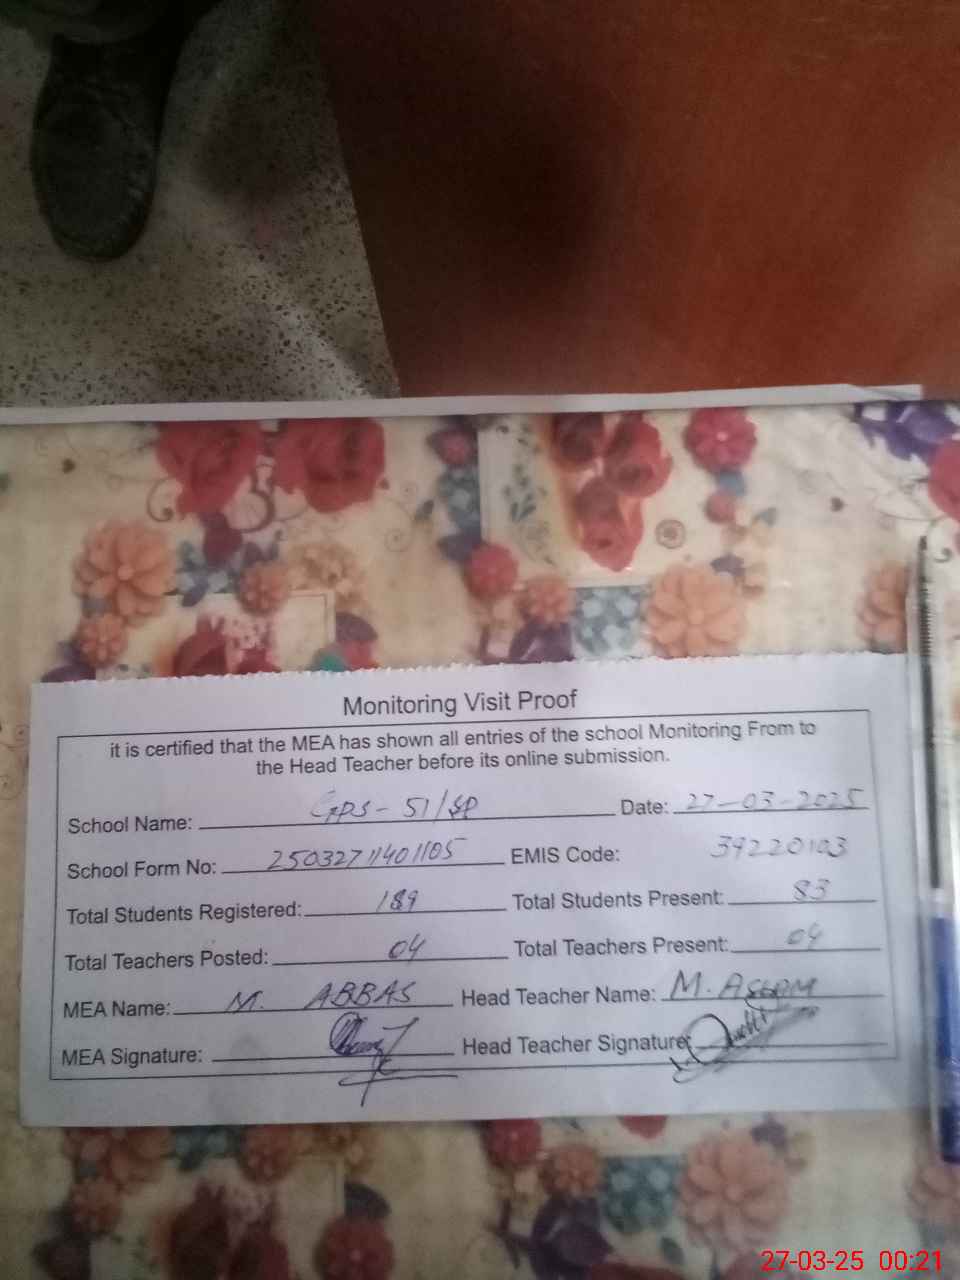 Monitoring Visit Proof
it is certified that the MEA has shown all entries of the school Monitoring From to
the Head Teacher before its online submission.
School Name: GPS - 51/SP Date: 27-03-2025
School Form No: 25032711401105 EMIS Code: 39220103
Total Students Registered: 189 Total Students Present: 83
Total Teachers Posted: 04 Total Teachers Present: 04
MEA Name: M. ABBAS Head Teacher Name: M. ASLAM
MEA Signature: Head Teacher Signature:
27-03-25 00:21